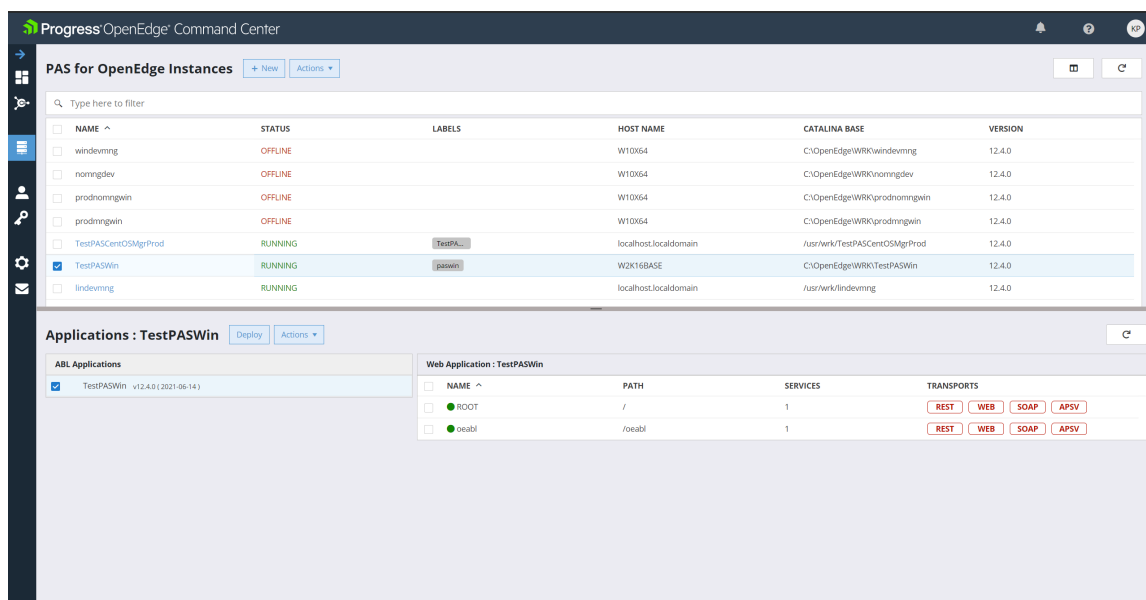 Progress® OpenEdge® Command Center KP
PAS for OpenEdge Instances + New Actions
Type here to filter
NAME STATUS LABELS HOST NAME CATALINA BASE VERSION
windevmng OFFLINE W10X64 C:\OpenEdge\WRK\windevmng 12.4.0
nomngdev OFFLINE W10X64 C:\OpenEdge\WRK\nomngdev 12.4.0
prodnomngwin OFFLINE W10X64 C:\OpenEdge\WRK\prodnomngwin 12.4.0
prodmngwin OFFLINE W10X64 C:\OpenEdge\WRK\prodmngwin 12.4.0
TestPASCentOSMgrProd RUNNING TestPA... localhost.localdomain /usr/wrk/TestPASCentOSMgrProd 12.4.0
TestPASWin RUNNING paswin W2K16BASE C:\OpenEdge\WRK\TestPASWin 12.4.0
lindevmng RUNNING localhost.localdomain /usr/wrk/lindevmng 12.4.0
Applications : TestPASWin Deploy Actions
ABL Applications
TestPASWin v12.4.0 ( 2021-06-14 )
Web Application : TestPASWin
NAME PATH SERVICES TRANSPORTS
ROOT / 1 REST WEB SOAP APSV
oeabl /oeabl 1 REST WEB SOAP APSV